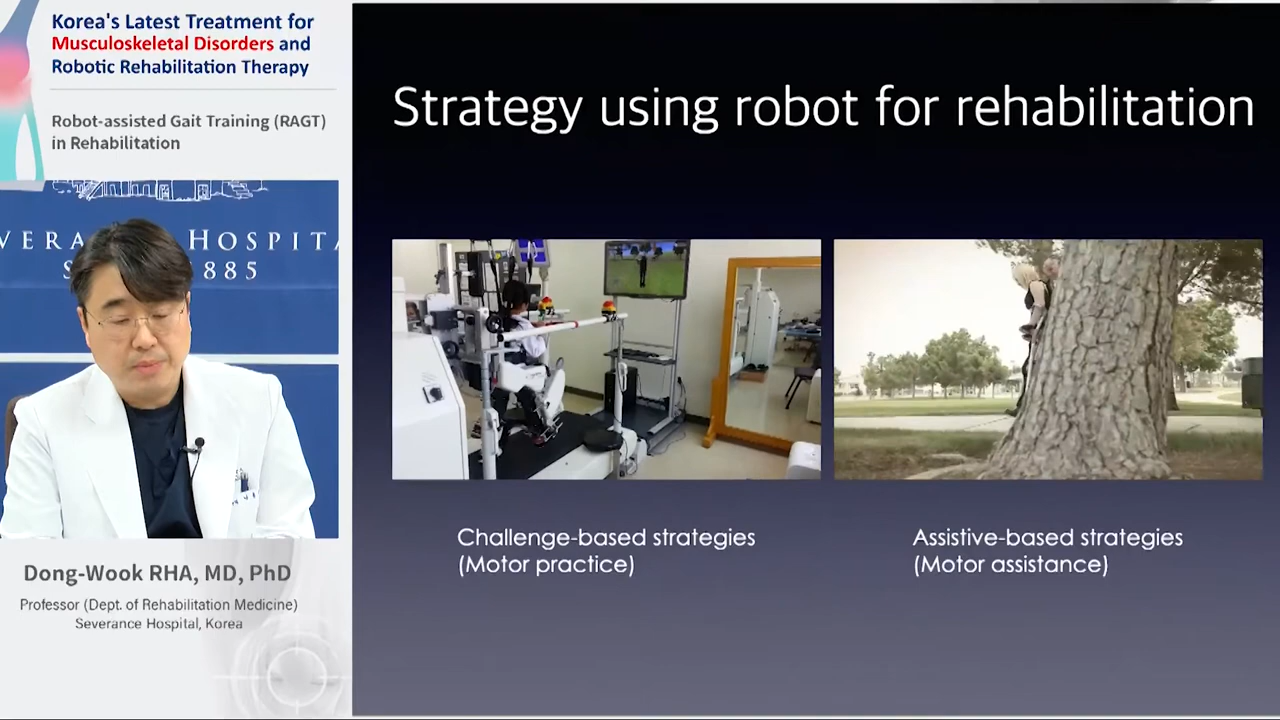 Korea's Latest Treatment for
Musculoskeletal Disorders and
Robotic Rehabilitation Therapy
Robot-assisted Gait Training (RAGT)
in Rehabilitation
VERA HOSPITA
S 885
Dong-Wook RHA, MD, PhD
Professor (Dept. of Rehabilitation Medicine)
Severance Hospital, Korea
Strategy using robot for rehabilitation
Challenge-based strategies
(Motor practice)
Assistive-based strategies
(Motor assistance)